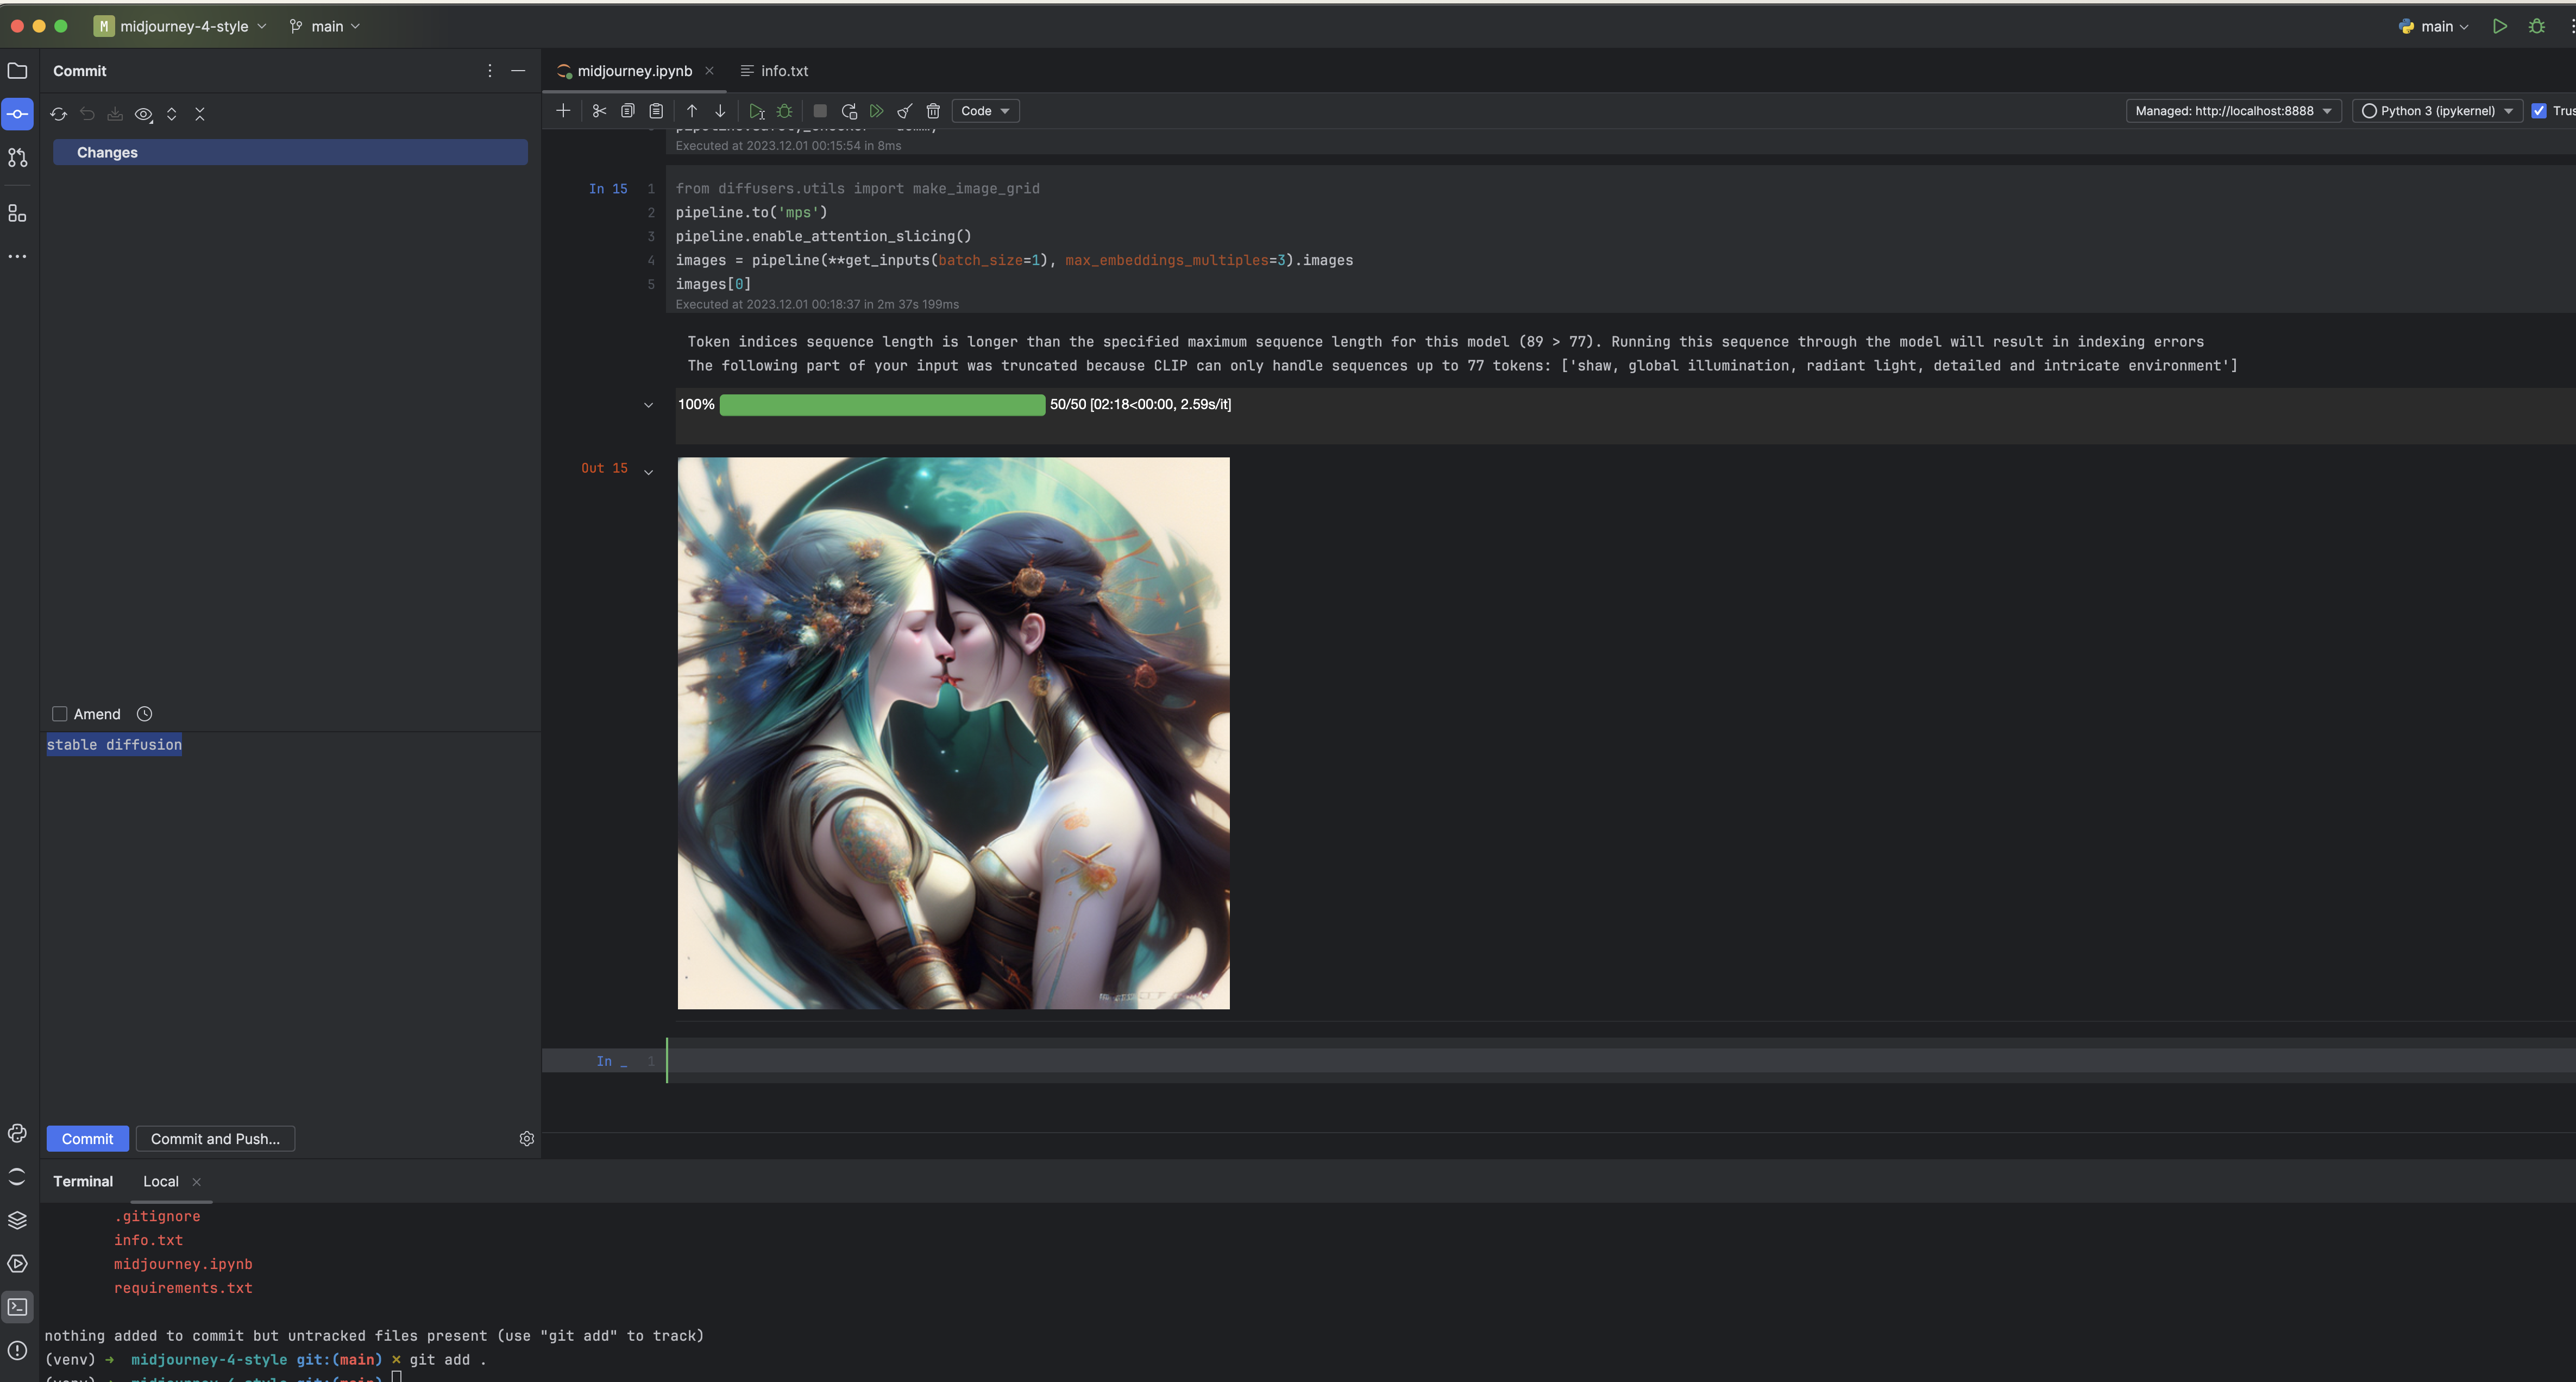 M midjourney-4-style main
main
Commit
midjourney.ipynb info.txt
Code
Managed: http://localhost:8888 Python 3 (ipykernel)
Changes
Executed at 2023.12.01 00:15:54 in 8ms
In 15 1 from diffusers.utils import make_image_grid
2 pipeline.to('mps')
3 pipeline.enable_attention_slicing()
4 images = pipeline(**get_inputs(batch_size=1), max_embeddings_multiples=3).images
5 images[0]
Executed at 2023.12.01 00:18:37 in 2m 37s 199ms
Token indices sequence length is longer than the specified maximum sequence length for this model (89 > 77). Running this sequence through the model will result in indexing errors
The following part of your input was truncated because CLIP can only handle sequences up to 77 tokens: ['shaw, global illumination, radiant light, detailed and intricate environment']
100% 50/50 [02:18<00:00, 2.59s/it]
Out 15
Amend
stable diffusion
In _ 1
Commit Commit and Push...
Terminal Local
.gitignore
info.txt
midjourney.ipynb
requirements.txt
nothing added to commit but untracked files present (use "git add" to track)
(venv) ➜ midjourney-4-style git:(main) ✗ git add .